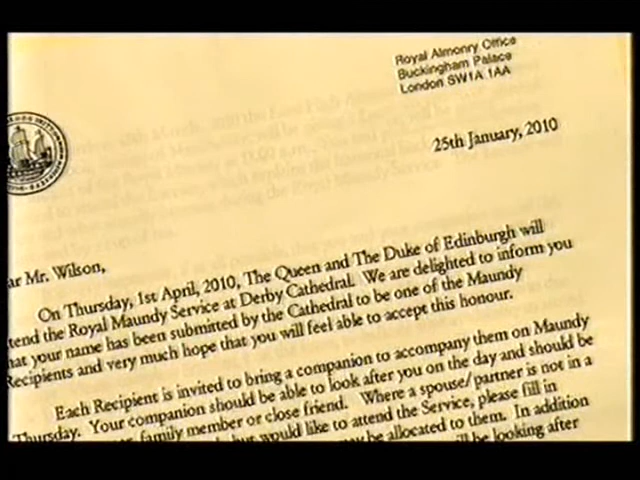 Royal Almonry Office
Buckingham Palace
London SW1A 1AA
25th January, 2010
ar Mr. Wilson,
On Thursday, 1st April, 2010, The Queen and The Duke of Edinburgh will
tend the Royal Maundy Service at Derby Cathedral. We are delighted to inform you
at your name has been submitted by the Cathedral to be one of the Maundy
Recipients and very much hope that you will feel able to accept this honour.
Each Recipient is invited to bring a companion to accompany them on Maundy
Thursday. Your companion should be able to look after you on the day and should be
family member or close friend. Where a spouse/partner is not in a
but would like to attend the Service, please fill in
be allocated to them. In addition
will be looking after